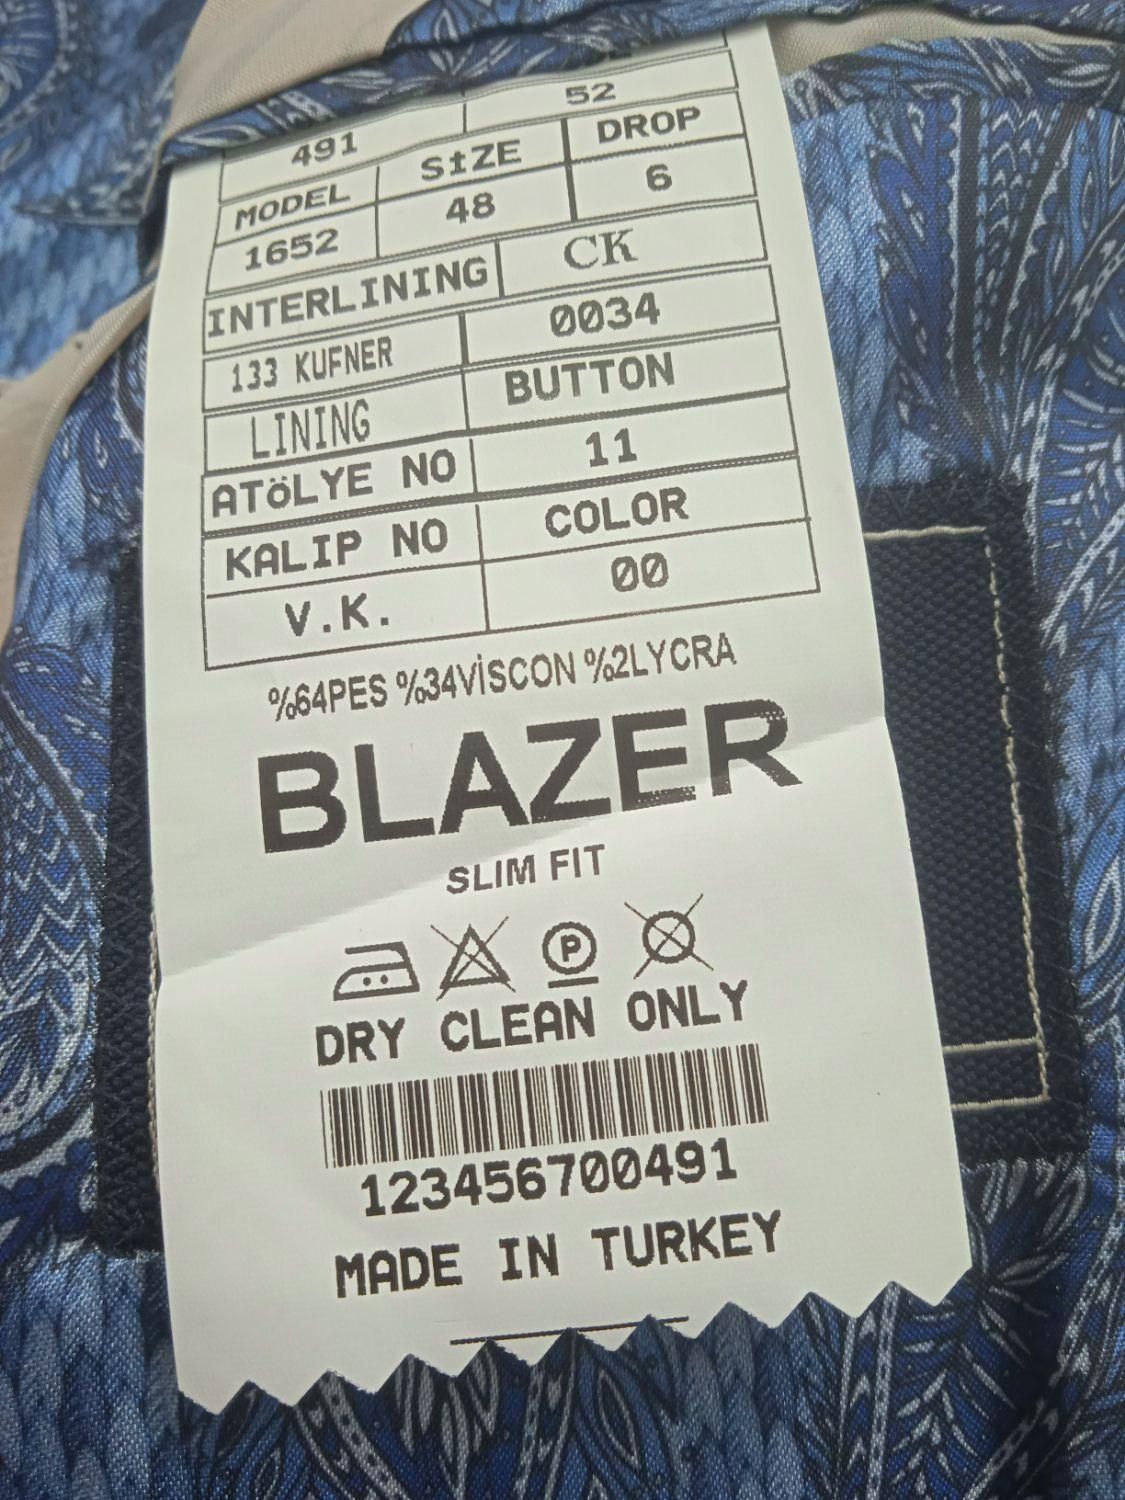 491 52
MODEL SıZE DROP
1652 48 6
INTERLINING CK
133 KUFNER 0034
LINING BUTTON
ATöLYE NO 11
KALIP NO COLOR
V.K. 00
%64PES %34VİSCON %2LYCRA
BLAZER
SLIM FIT
P
DRY CLEAN ONLY
123456700491
MADE IN TURKEY